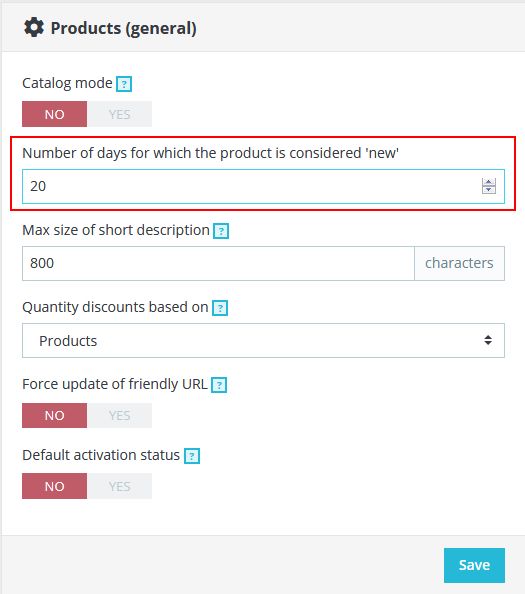 Products (general)
Catalog mode ?
NO YES
Number of days for which the product is considered 'new'
20
Max size of short description ?
800 characters
Quantity discounts based on ?
Products
Force update of friendly URL ?
NO YES
Default activation status ?
NO YES
Save